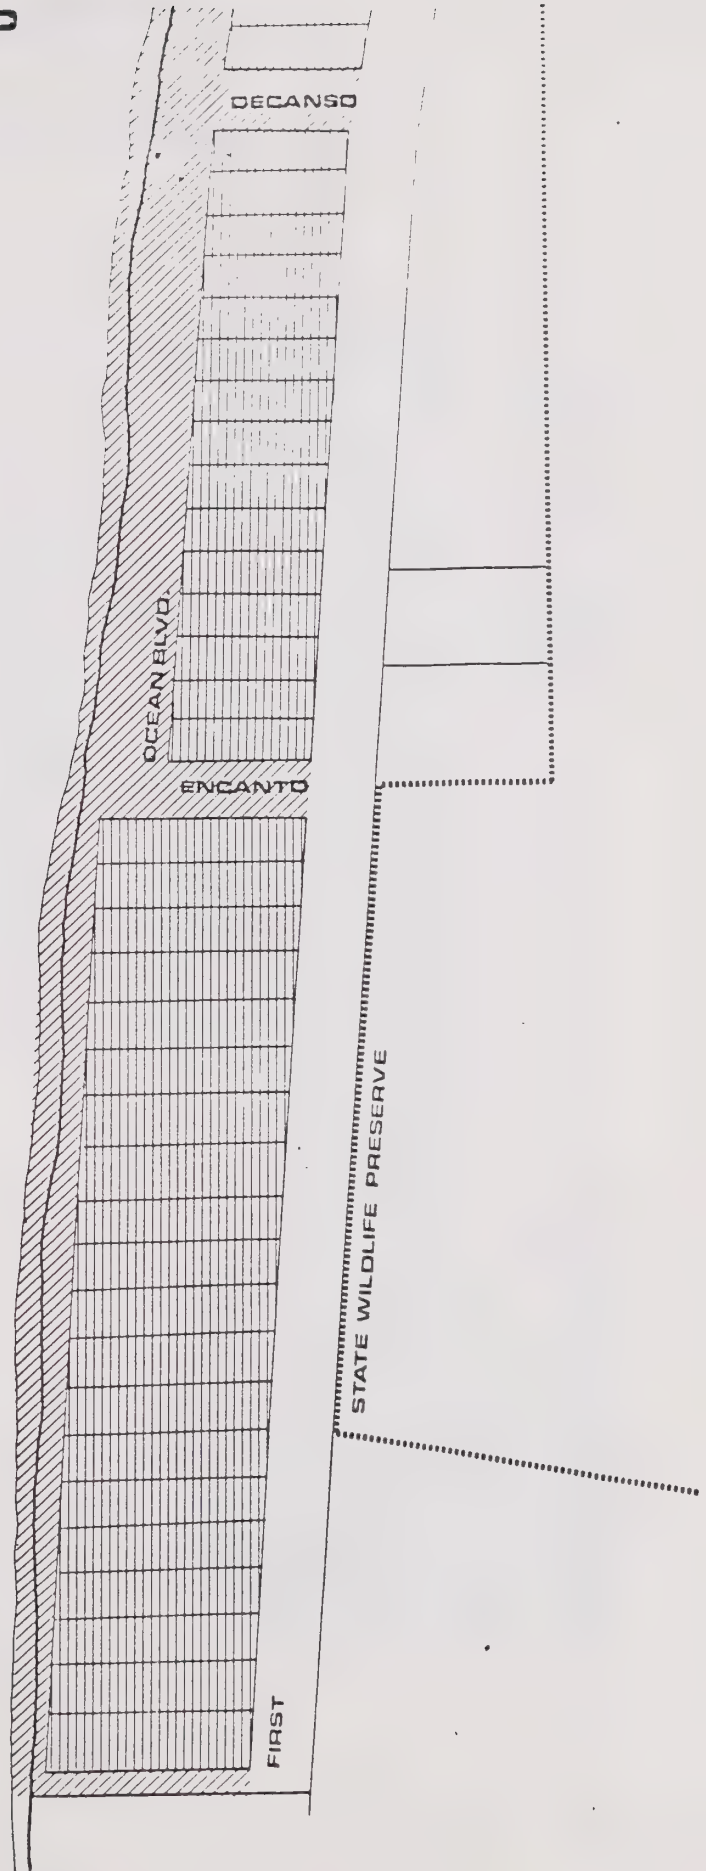 DECANSO
OCEAN BLVD.
ENCANTO
STATE WILDLIFE PRESERVE
FIRST